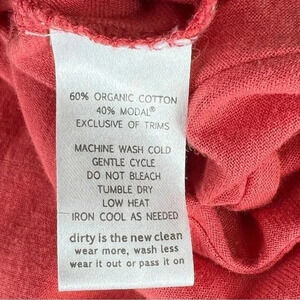 60% ORGANIC COTTON
40% MODAL®
EXCLUSIVE OF TRIMS
MACHINE WASH COLD
GENTLE CYCLE
DO NOT BLEACH
TUMBLE DRY
LOW HEAT
IRON COOL AS NEEDED
dirty is the new clean
wear more, wash less
wear it out or pass it on